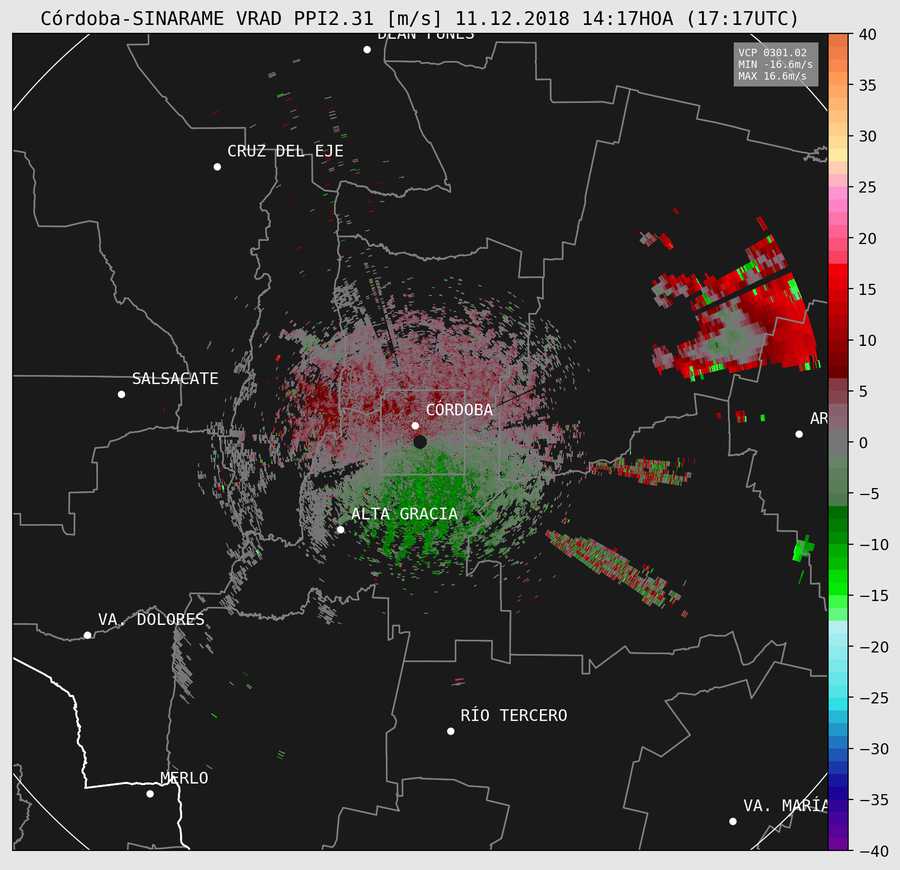 Córdoba-SINARAME VRAD PPI2.31 [m/s] 11.12.2018 14:17HOA (17:17UTC)
DEAN FUNES
VCP 0301.02
MIN -16.6m/s
MAX 16.6m/s
CRUZ DEL EJE
SALSACATE
CÓRDOBA
AR
ALTA GRACIA
VA. DOLORES
RÍO TERCERO
MERLO
VA. MARÍA
40
35
30
25
20
15
10
5
0
−5
−10
−15
−20
−25
−30
−35
−40